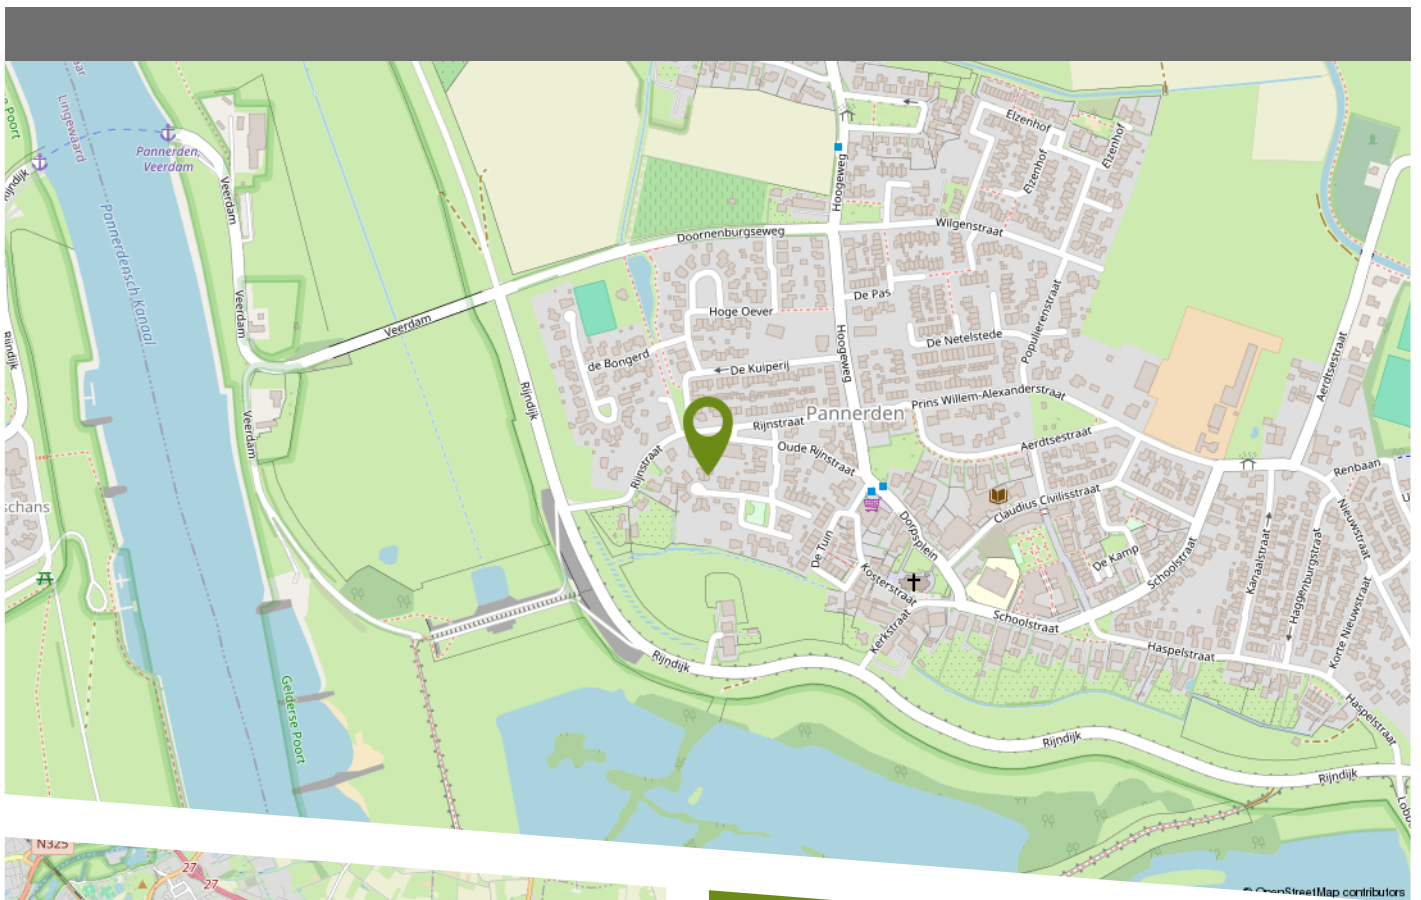 Lingewaard
Elzenhof
Elzenhof
Elzenhof
e Poort
Pannerden,
Veerdam
Rijndijk
Veerdam
Hoogeweg
Pannerdensch Kanaal
Doornenburgseweg
Wilgenstraat
De Pas
Hoge Oever
Veerdam
Veerdam
Populierenstraat
De Netelstede
Hoogeweg
Rijndijk
de Bongerd
De Kuiperij
Aerdtsestraat
Rijndijk
Prins Willem-Alexanderstraat
Pannerden
Rijnstraat
Veerdam
Oude Rijnstraat
Aerdtsestraat
Rijnstraat
Renbaan
schans
Claudius Civilisstraat
Nieuwstraat
Dorpsplein
De Tuin
De Kamp
Schoolstraat
Kanaalstraat
Haggenburgstraat
Kosterstraat
Korte Nieuwstraat
Kerkstraat
Schoolstraat
Haspelstraat
Rijndijk
Gelderse Poort
Haspelstraat
Rijndijk
Rijndijk
Lobb
N325
27
27
© OpenStreetMap contributors